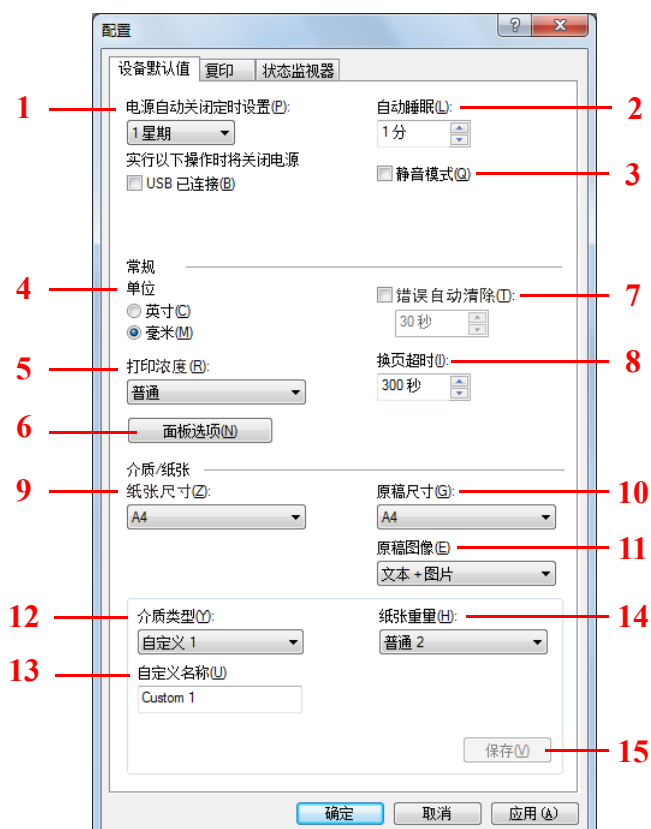 配置
设备默认值 复印 状态监视器
1 电源自动关闭定时设置(P): 自动睡眠(L): 2
1 星期 1 分
实行以下操作时将关闭电源
USB 已连接(B) 静音模式(Q) 3
常规
4 单位 错误自动清除(T): 7
英寸(C)
毫米(M) 30 秒
5 打印浓度(R): 换页超时(I): 8
普通 300 秒
6 面板选项(N)
介质/纸张
9 纸张尺寸(Z): 原稿尺寸(G): 10
A4 A4
原稿图像(E) 11
文本 + 图片
12 介质类型(Y): 纸张重量(H): 14
自定义 1 普通 2
13 自定义名称(U)
Custom 1
保存(V) 15
确定 取消 应用(A)